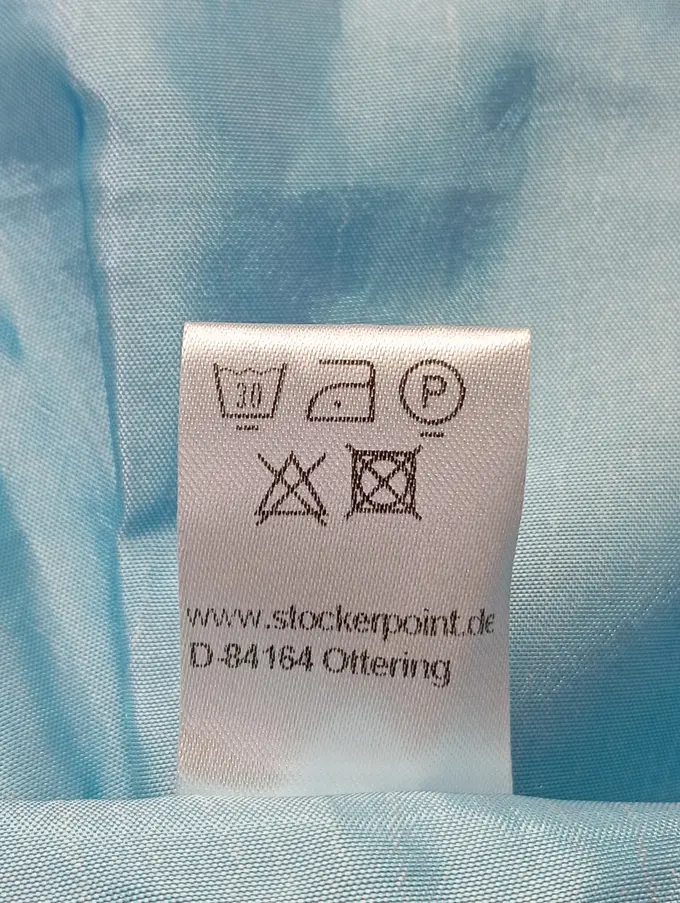 30 P
www.stockerpoint.de
D-84164 Ottering